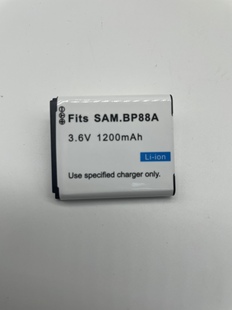 Fits SAM.BP88A
3.6V 1200mAh
Li-ion
Use specified charger only.